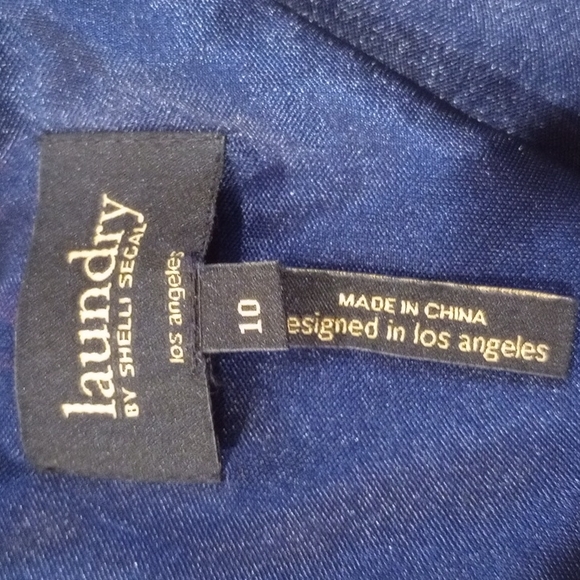 laundry
BY SHELLI SEGAL
los angeles
10
MADE IN CHINA
esigned in los angeles